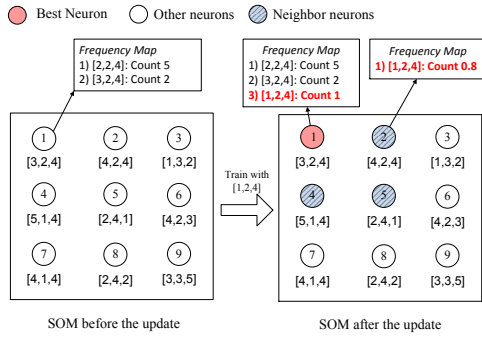 Best Neuron Other neurons Neighbor neurons
Frequency Map
1) [2,2,4]: Count 5
2) [3,2,4]: Count 2
Frequency Map
1) [2,2,4]: Count 5
2) [3,2,4]: Count 2
3) [1,2,4]: Count 1
Frequency Map
1) [1,2,4]: Count 0.8
1 2 3
[3,2,4] [4,2,4] [1,3,2]
4 5 6
[5,1,4] [2,4,1] [4,2,3]
7 8 9
[4,1,4] [2,4,2] [3,3,5]
Train with
[1,2,4]
1 2 3
[3,2,4] [4,2,4] [1,3,2]
4 5 6
[5,1,4] [2,4,1] [4,2,3]
7 8 9
[4,1,4] [2,4,2] [3,3,5]
SOM before the update
SOM after the update